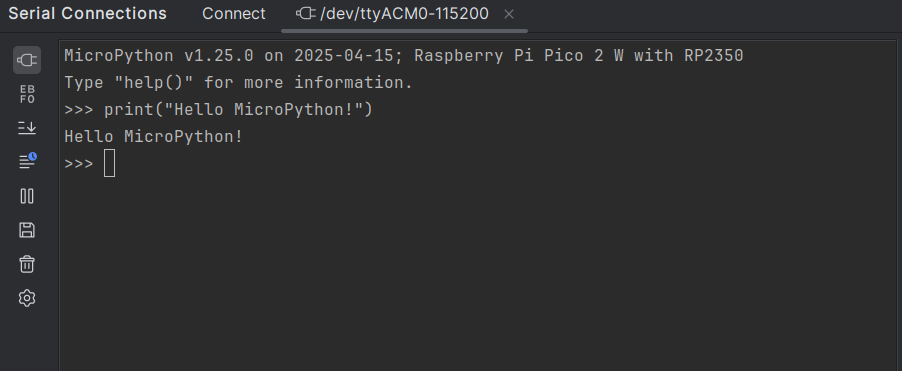 Serial Connections Connect /dev/ttyACM0-115200
MicroPython v1.25.0 on 2025-04-15; Raspberry Pi Pico 2 W with RP2350
Type "help()" for more information.
>>> print("Hello MicroPython!")
Hello MicroPython!
>>>
EB
F0